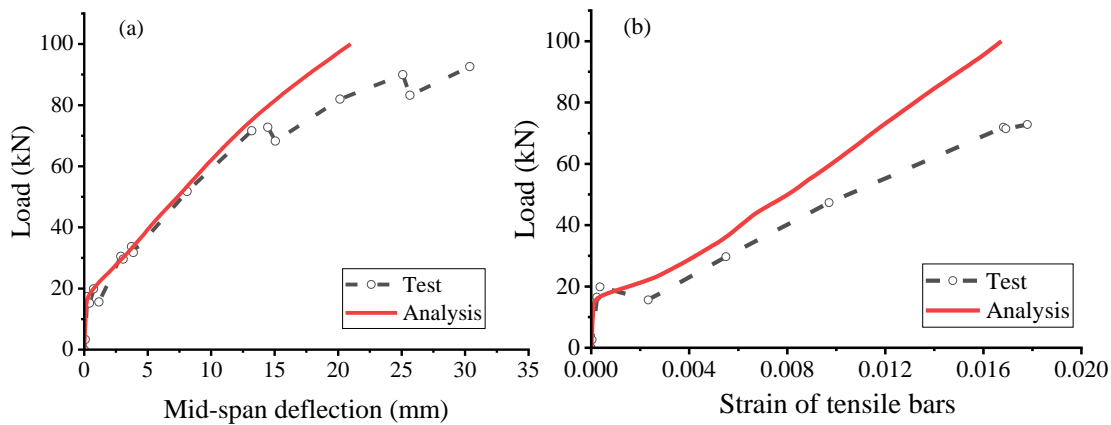 (a)
100
80
60
40
20
0
Load (kN)
0
5
10
15
20
25
30
35
Mid-span deflection (mm)
Test
Analysis
(b)
100
80
60
40
20
0
Load (kN)
0.000
0.004
0.008
0.012
0.016
0.020
Strain of tensile bars
Test
Analysis